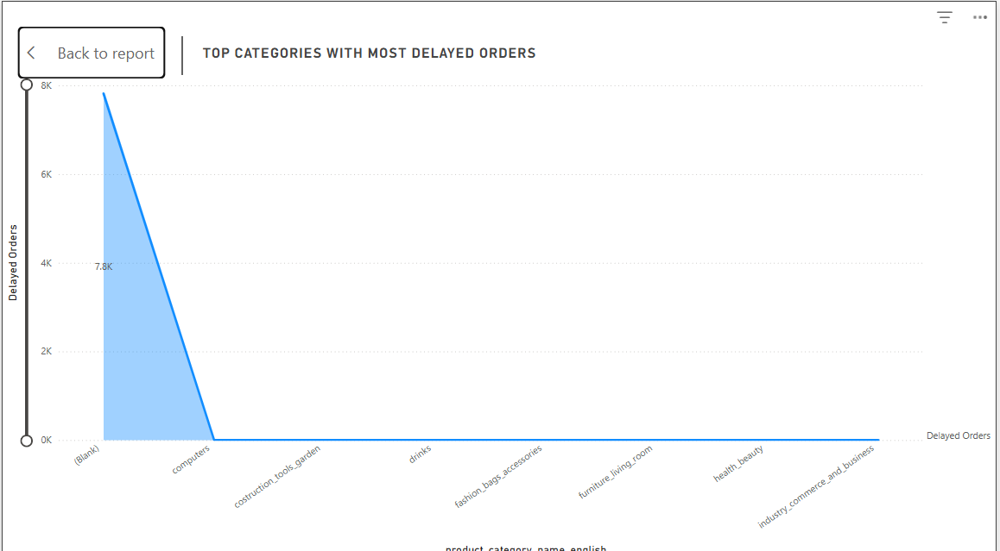 Back to report
TOP CATEGORIES WITH MOST DELAYED ORDERS
Delayed Orders
8K
6K
4K
2K
0K
7.8K
Delayed Orders
(Blank)
computers
costruction_tools_garden
drinks
fashion_bags_accessories
furniture_living_room
health_beauty
industry_commerce_and_business
product_category_name_english